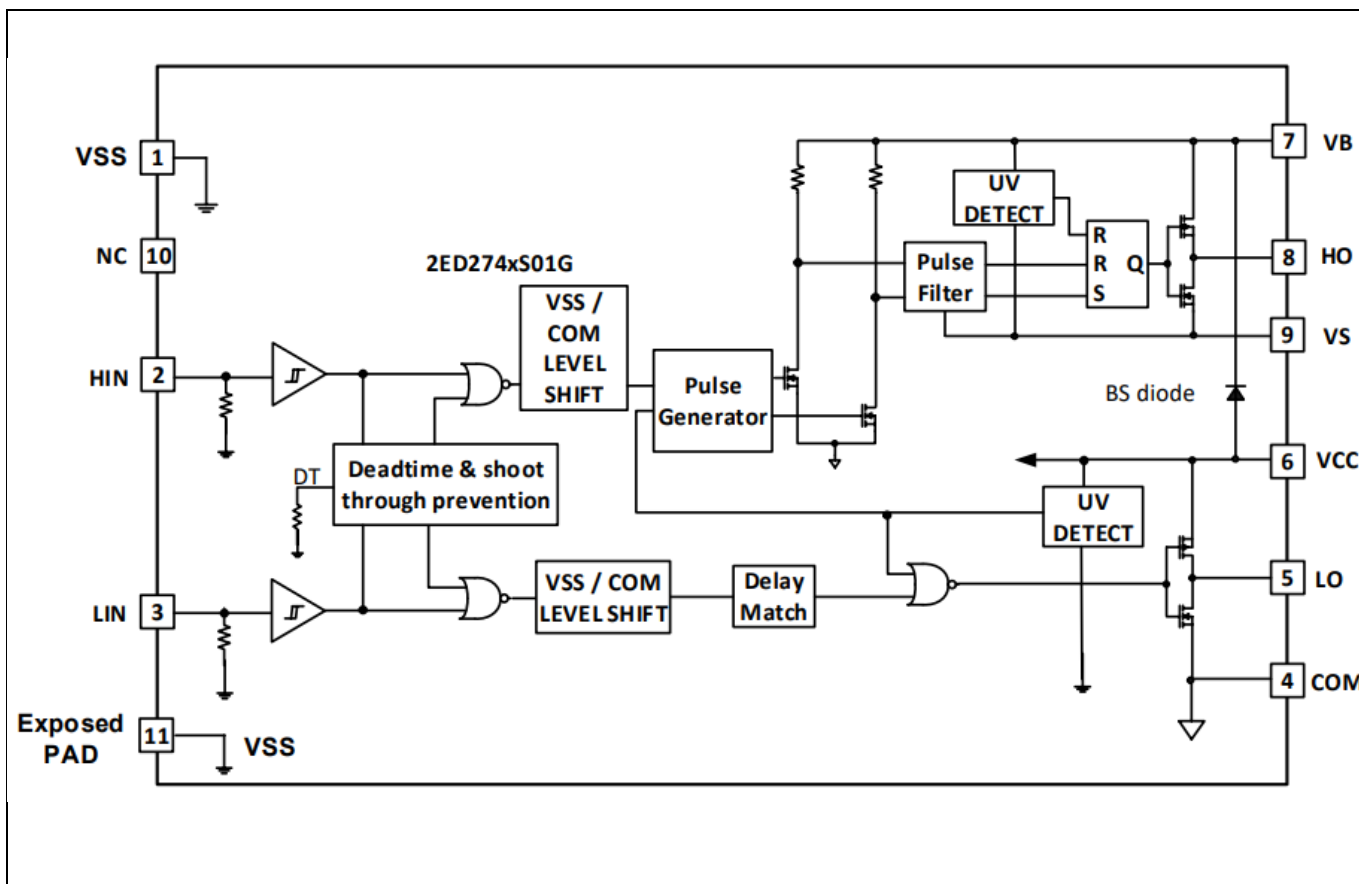 VSS
1
NC
10
2ED274xS01G
HIN
2
VSS /
COM
LEVEL
SHIFT
Pulse
Generator
DT
Deadtime & shoot
through prevention
LIN
3
VSS / COM
LEVEL SHIFT
Delay
Match
Exposed
PAD
11
VSS
UV
DETECT
Pulse
Filter
R
R
S
Q
7
VB
8
HO
9
VS
BS diode
6
VCC
UV
DETECT
5
LO
4
COM